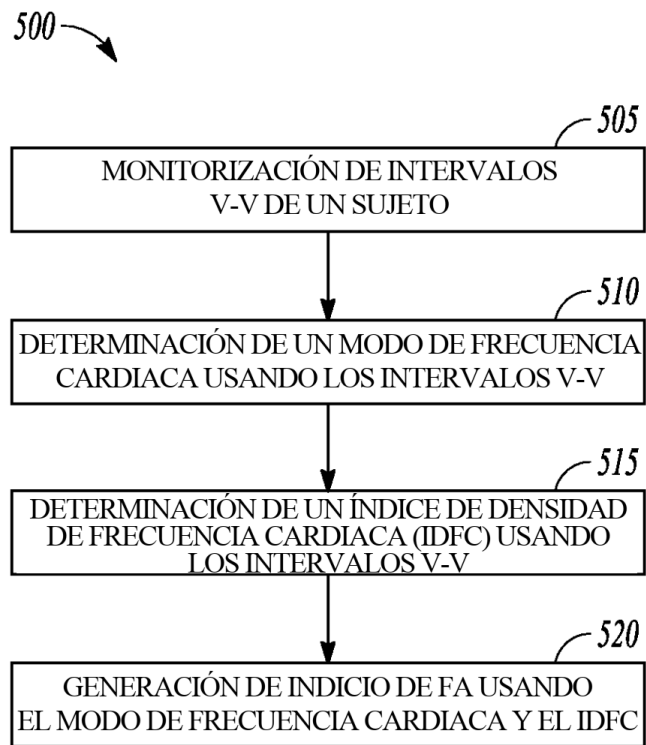 500
505
MONITORIZACIÓN DE INTERVALOS
V-V DE UN SUJETO
510
DETERMINACIÓN DE UN MODO DE FRECUENCIA
CARDIACA USANDO LOS INTERVALOS V-V
515
DETERMINACIÓN DE UN ÍNDICE DE DENSIDAD
DE FRECUENCIA CARDIACA (IDFC) USANDO
LOS INTERVALOS V-V
520
GENERACIÓN DE INDICIO DE FA USANDO
EL MODO DE FRECUENCIA CARDIACA Y EL IDFC